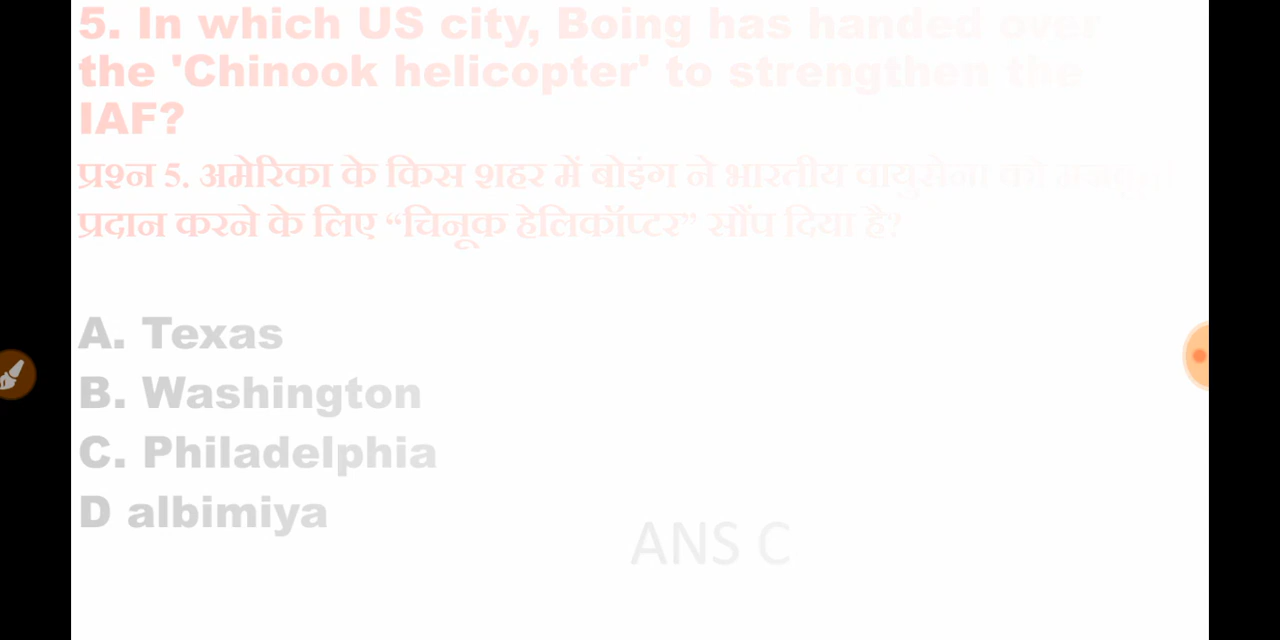 5. In which US city, Boing has handed over
the 'Chinook helicopter' to strengthen the
IAF?
प्रश्न 5. अमेरिका के किस शहर में बोइंग ने भारतीय वायुसेना को मजबूती
प्रदान करने के लिए “चिनूक हेलिकॉप्टर” सौंप दिया है?
A. Texas
B. Washington
C. Philadelphia
D albimiya
ANS C